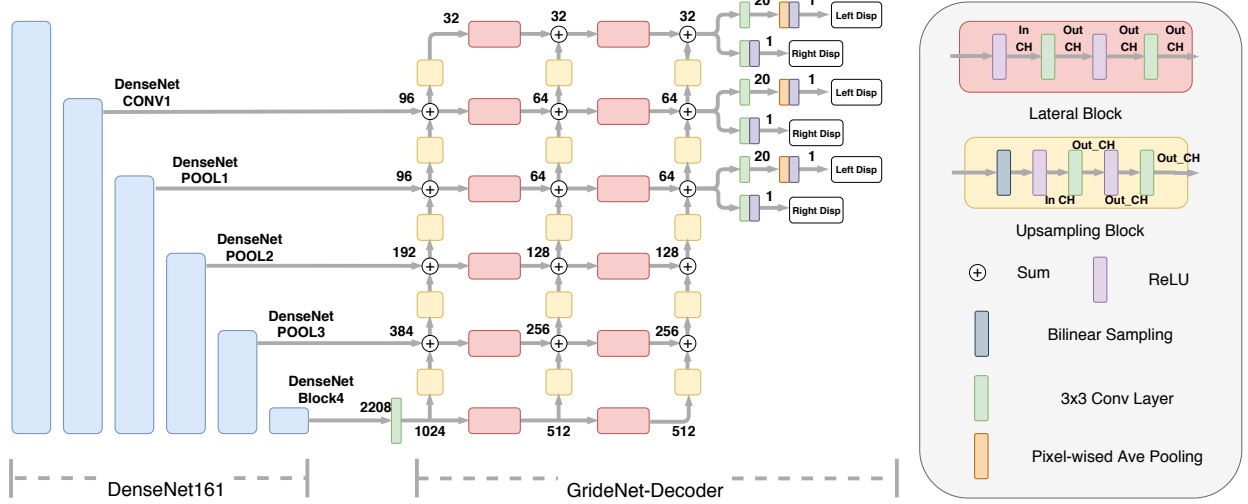 20 1
32 32 32 Left Disp
1
Right Disp
DenseNet
CONV1
96 64 64
20 1
Left Disp
1
Right Disp
DenseNet
POOL1
96 64 64
20 1
Left Disp
1
Right Disp
DenseNet
POOL2
192 128 128
DenseNet
POOL3
384 256 256
DenseNet
Block4
2208
1024 512 512
DenseNet161
GrideNet-Decoder
In Out Out Out
CH CH CH CH
Lateral Block
Out_CH
Out_CH
In CH Out_CH
Upsampling Block
Sum
ReLU
Bilinear Sampling
3x3 Conv Layer
Pixel-wised Ave Pooling